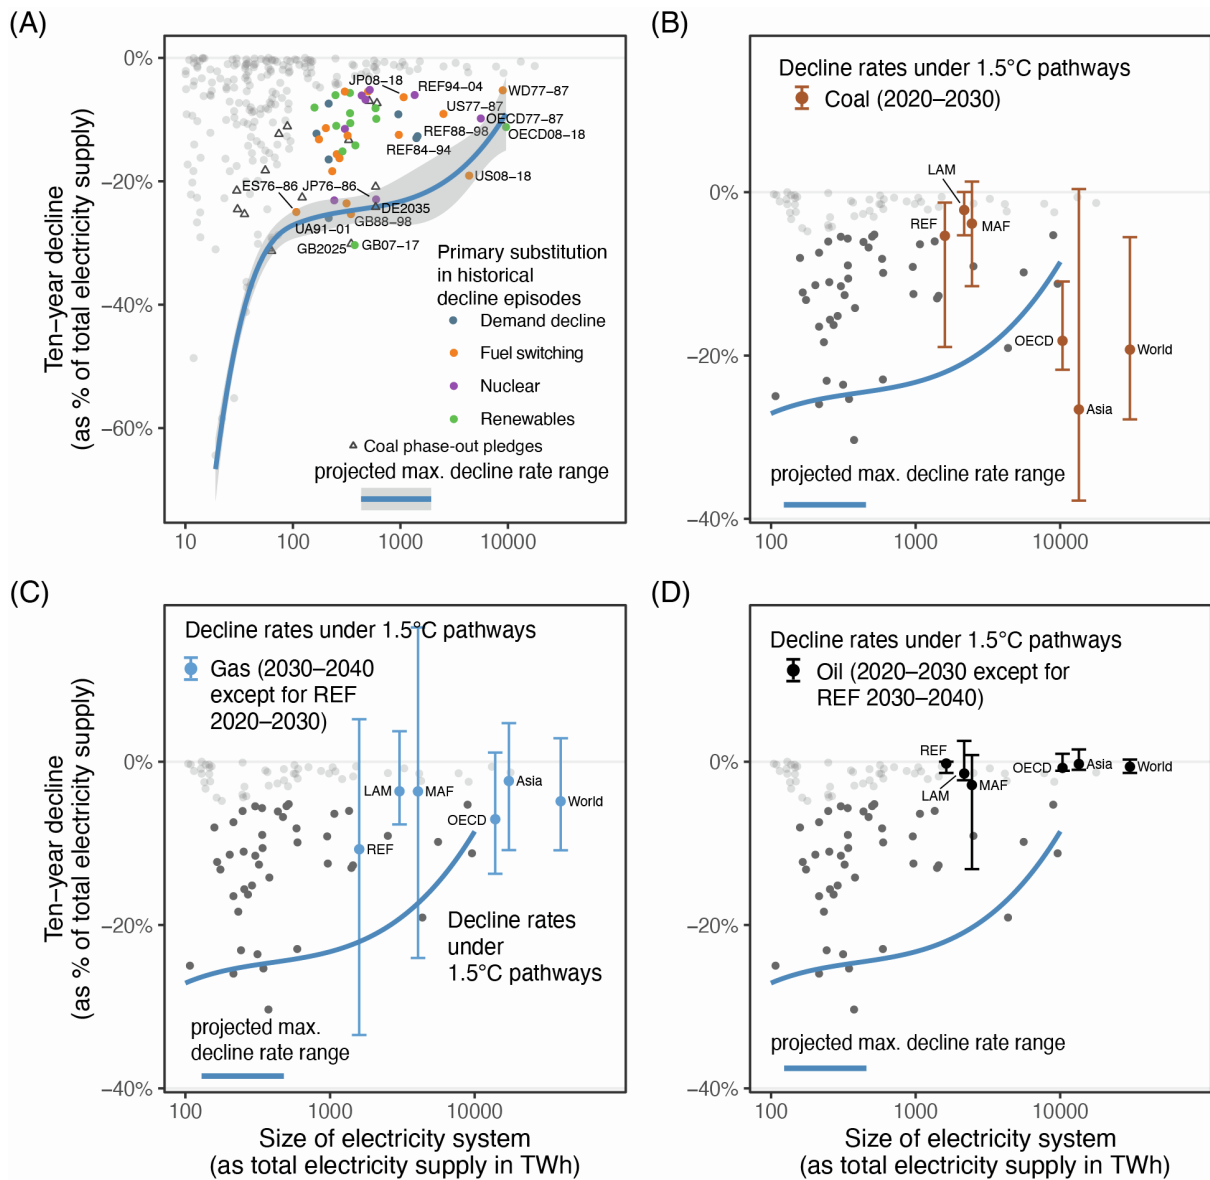 (A)
Ten−year decline
(as % of total electricity supply)
0%
−20%
−40%
−60%
10
100
1000
10000
JP08−18
REF94−04
WD77−87
US77−87
OECD77−87
REF88−98
OECD08−18
REF84−94
US08−18
ES76−86
JP76−86
DE2035
UA91−01
GB88−98
GB2025
GB07−17
Primary substitution
in historical
decline episodes
Demand decline
Fuel switching
Nuclear
Renewables
Coal phase−out pledges
projected max. decline rate range
(B)
Decline rates under 1.5°C pathways
Coal (2020−2030)
0%
−20%
−40%
100
1000
10000
LAM
REF
MAF
OECD
Asia
World
projected max. decline rate range
(C)
Ten−year decline
(as % of total electricity supply)
Decline rates under 1.5°C pathways
Gas (2030−2040
except for REF
2020−2030)
0%
−20%
−40%
LAM
MAF
Asia
World
OECD
REF
Decline rates
under
1.5°C pathways
projected max.
decline rate range
100
1000
10000
Size of electricity system
(as total electricity supply in TWh)
(D)
Decline rates under 1.5°C pathways
Oil (2020−2030 except for
REF 2030−2040)
0%
−20%
−40%
REF
LAM
MAF
OECD
Asia
World
projected max. decline rate range
100
1000
10000
Size of electricity system
(as total electricity supply in TWh)